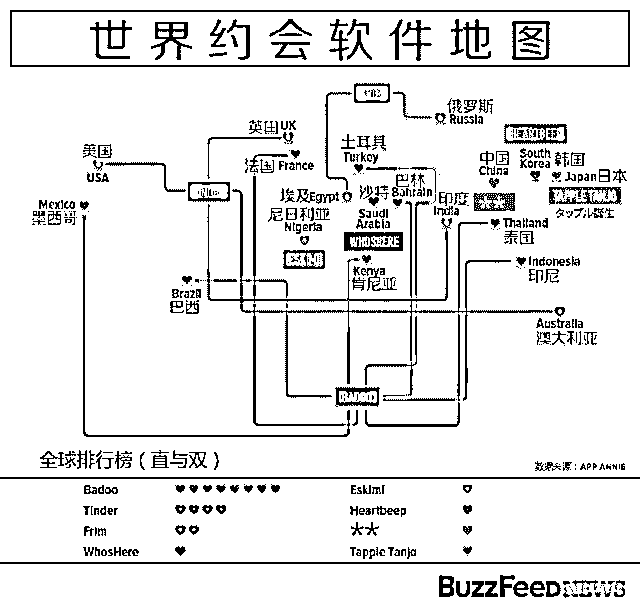 世界约会软件地图
俄罗斯
Russia
英国 UK
HEARTBEEP
美国
USA
法国 France
土耳其
Turkey
中国
China
South Korea 韩国
Japan 日本
巴林
Bahrain
埃及 Egypt
沙特
Saudi
Arabia
印度
India
TAPPLE TANJO
タップル誕生
Mexico
墨西哥
尼日利亚
Nigeria
WHOSHERE
Thailand
泰国
ESKIMI
Kenya
肯尼亚
Indonesia
印尼
Brazil
巴西
Australia
澳大利亚
BADOO
全球排行榜（直与双）
数据来源：APP ANNIE
Badoo
Eskimi
Tinder
Heartbeep
Frim
**
WhosHere
Tapple Tanjo
BuzzFeedNEWS